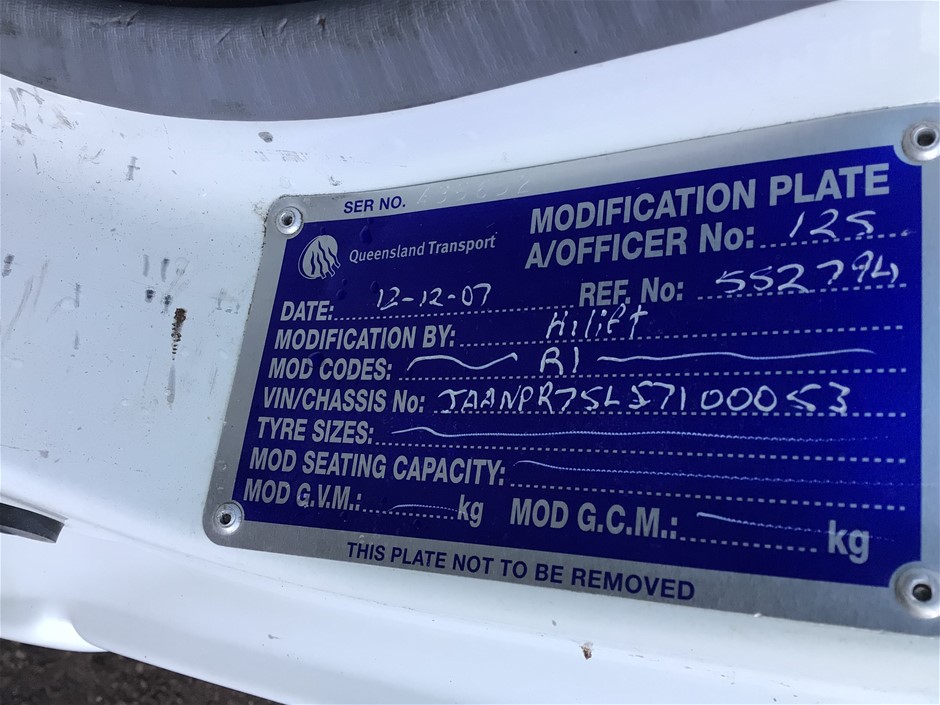 SER NO.
MODIFICATION PLATE
Queensland Transport
A/OFFICER No: 125
DATE: 12-12-07 REF. No: 552794
MODIFICATION BY: Hilift
MOD CODES: R1
VIN/CHASSIS No: JAANPR75L57100053
TYRE SIZES:
MOD SEATING CAPACITY:
MOD G.V.M.: kg MOD G.C.M.: kg
THIS PLATE NOT TO BE REMOVED